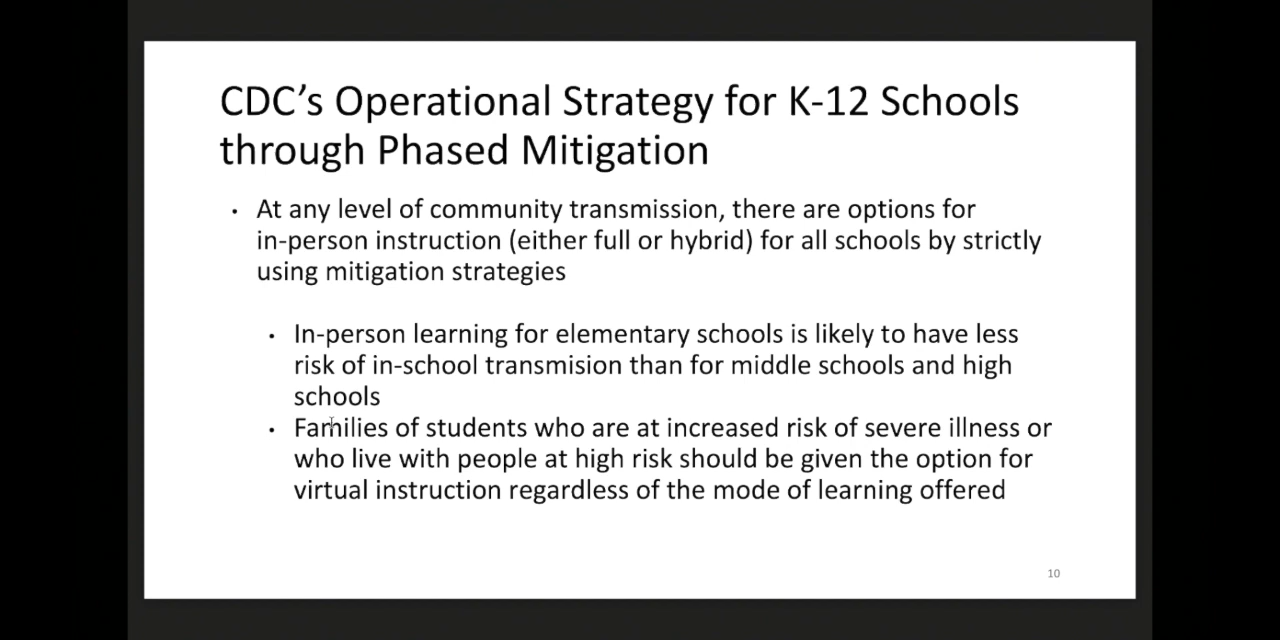 CDC’s Operational Strategy for K-12 Schools
through Phased Mitigation
• At any level of community transmission, there are options for
in-person instruction (either full or hybrid) for all schools by strictly
using mitigation strategies
• In-person learning for elementary schools is likely to have less
risk of in-school transmision than for middle schools and high
schools
• Families of students who are at increased risk of severe illness or
who live with people at high risk should be given the option for
virtual instruction regardless of the mode of learning offered
10